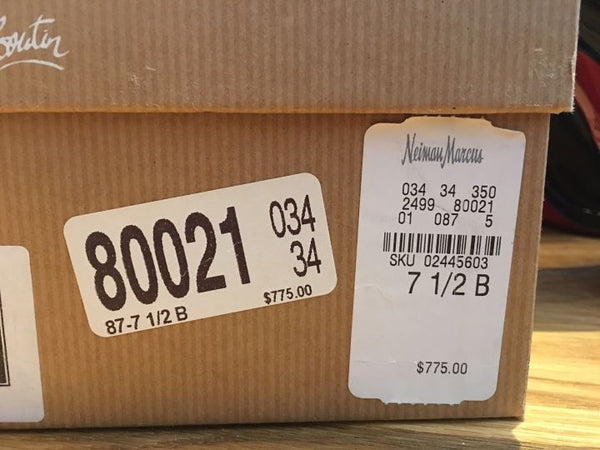 80021
034
34
$775.00
87-7 1/2 B
Neiman Marcus
034 34 350
2499 80021
01 087 5
SKU 02445603
7 1/2 B
$775.00